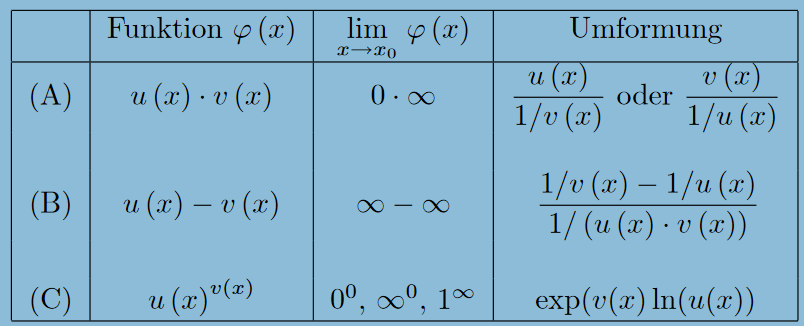 Funktion φ(x) lim x→x₀ φ(x) Umformung
(A) u(x) · v(x) 0 · ∞ u(x)/1/v(x) oder v(x)/1/u(x)
(B) u(x) − v(x) ∞ − ∞ 1/v(x) − 1/u(x)/1/(u(x) · v(x))
(C) u(x)^v(x) 0⁰, ∞⁰, 1^∞ exp(v(x) ln(u(x))